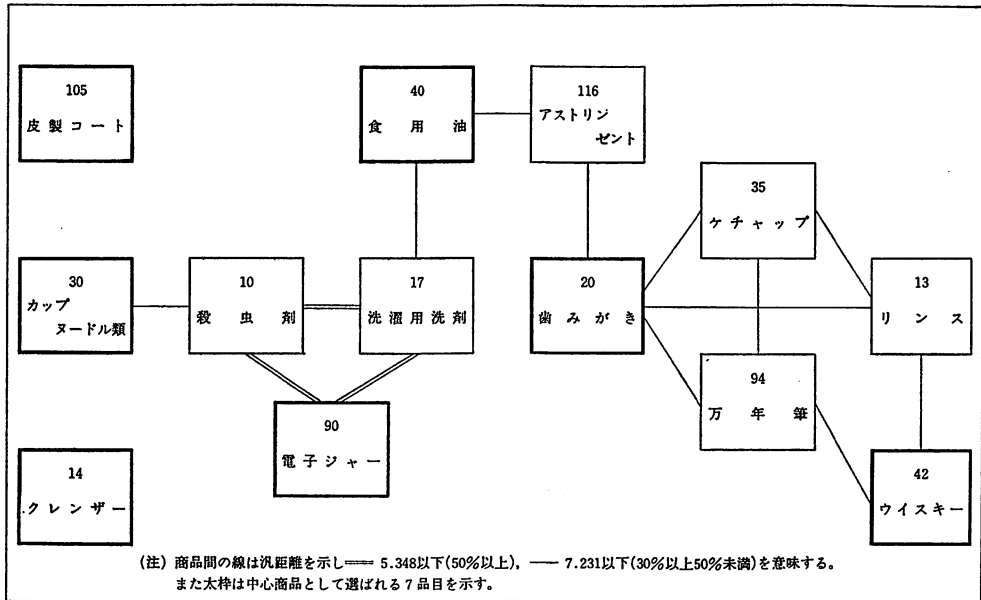 105
皮製コート
40
食用油
116
アストリン
ゼント
35
ケチャップ
30
カップ
ヌードル類
10
殺虫剤
17
洗濯用洗剤
20
歯みがき
13
リンス
94
万年筆
90
電子ジャー
14
クレンザー
42
ウイスキー
(注) 商品間の線は汎距離を示し══ 5.348以下(50%以上), ── 7.231以下(30%以上50%未満)を意味する。
また太枠は中心商品として選ばれる7品目を示す。